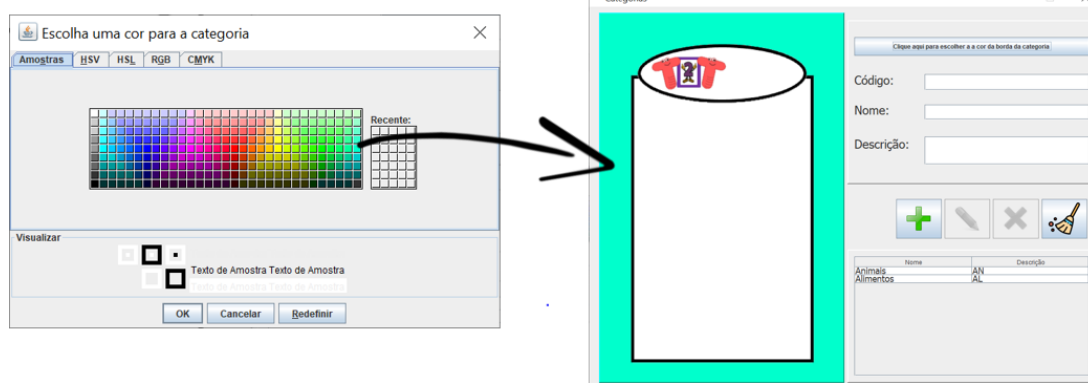 Categorias
Escolha uma cor para a categoria
Amostras HSV HSL RGB CMYK
Recente:
Visualizar
Texto de Amostra Texto de Amostra
Texto de Amostra Texto de Amostra
OK Cancelar Redefinir
Clique aqui para escolher a a cor da borda da categoria
Código:
Nome:
Descrição:
Nome Descrição
Animais AN
Alimentos AL